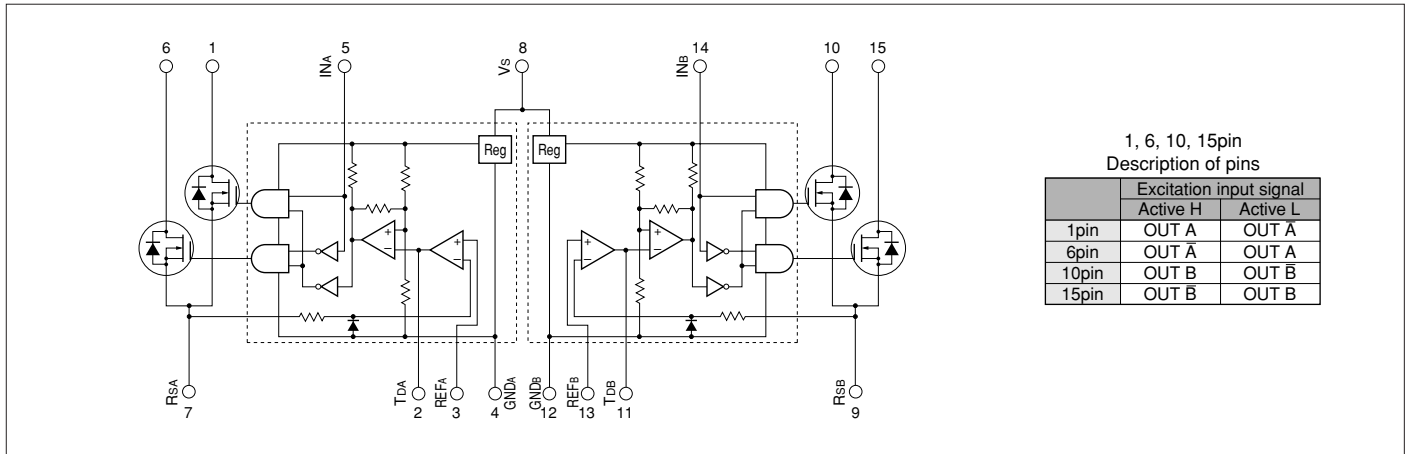 6 1 5 8 14 10 15
INA VS INB
Reg Reg
+ + + +
− − − −
RSA TDA REFA GNDA GNDB REFB TDB RSB
7 2 3 4 12 13 11 9
1, 6, 10, 15pin
Description of pins
Excitation input signal
Active H Active L
1pin OUT A OUT A̅
6pin OUT A̅ OUT A
10pin OUT B OUT B̅
15pin OUT B̅ OUT B